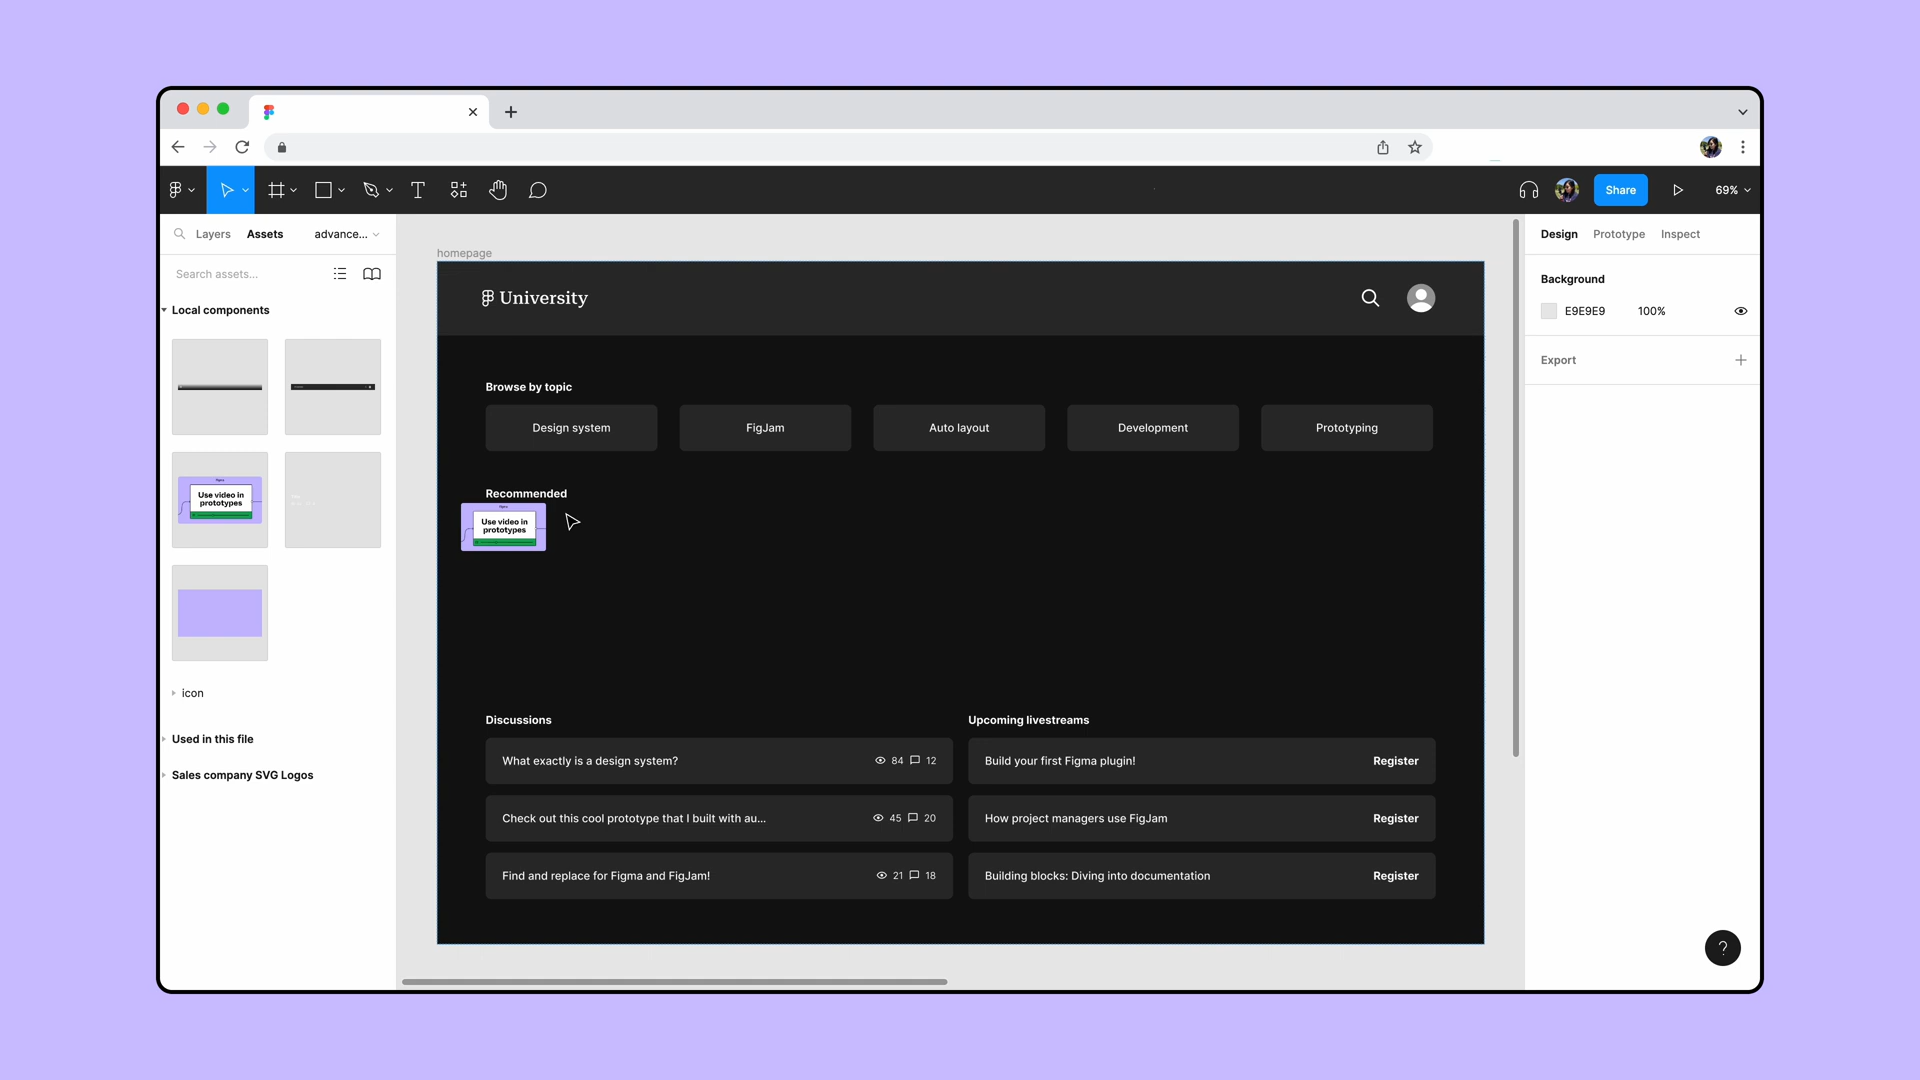 Share
69%
Layers
Assets
advance...
Search assets...
Local components
Use video in
prototypes
icon
Used in this file
Sales company SVG Logos
homepage
University
Browse by topic
Design system
FigJam
Auto layout
Development
Prototyping
Recommended
Use video in
prototypes
Discussions
What exactly is a design system?
84
12
Check out this cool prototype that I built with au...
45
20
Find and replace for Figma and FigJam!
21
18
Upcoming livestreams
Build your first Figma plugin!
Register
How project managers use FigJam
Register
Building blocks: Diving into documentation
Register
Design
Prototype
Inspect
Background
E9E9E9
100%
Export
?